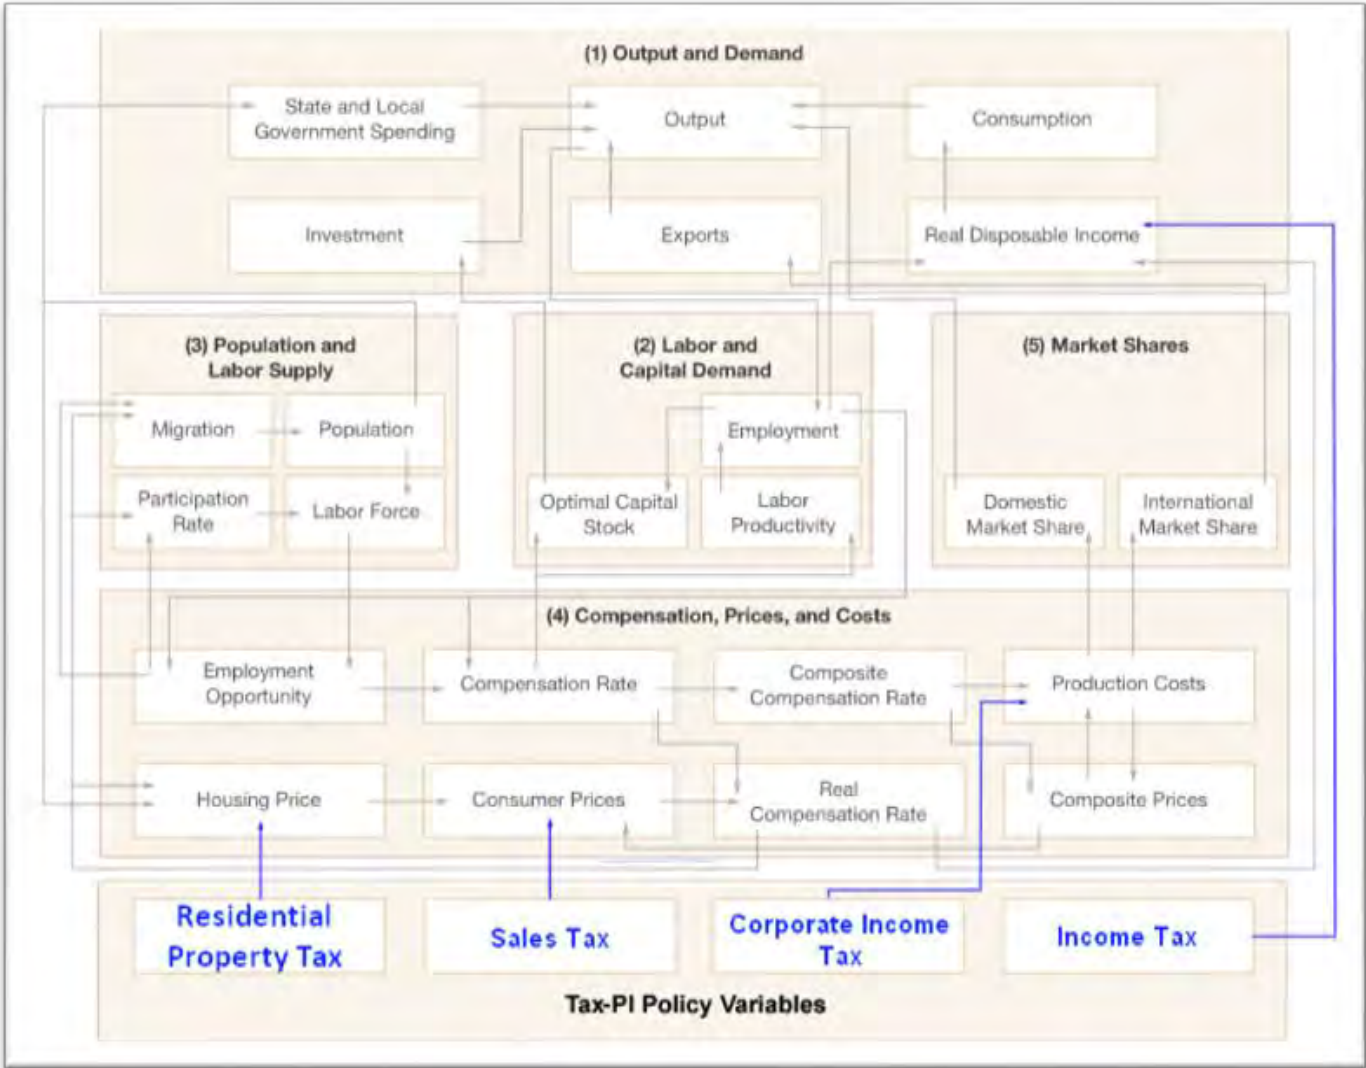 (1) Output and Demand
State and Local
Government Spending
Output
Consumption
Investment
Exports
Real Disposable Income
(3) Population and
Labor Supply
(2) Labor and
Capital Demand
(5) Market Shares
Migration
Population
Employment
Participation
Rate
Labor Force
Optimal Capital
Stock
Labor
Productivity
Domestic
Market Share
International
Market Share
(4) Compensation, Prices, and Costs
Employment
Opportunity
Compensation Rate
Composite
Compensation Rate
Production Costs
Housing Price
Consumer Prices
Real
Compensation Rate
Composite Prices
Residential
Property Tax
Sales Tax
Corporate Income
Tax
Income Tax
Tax-PI Policy Variables